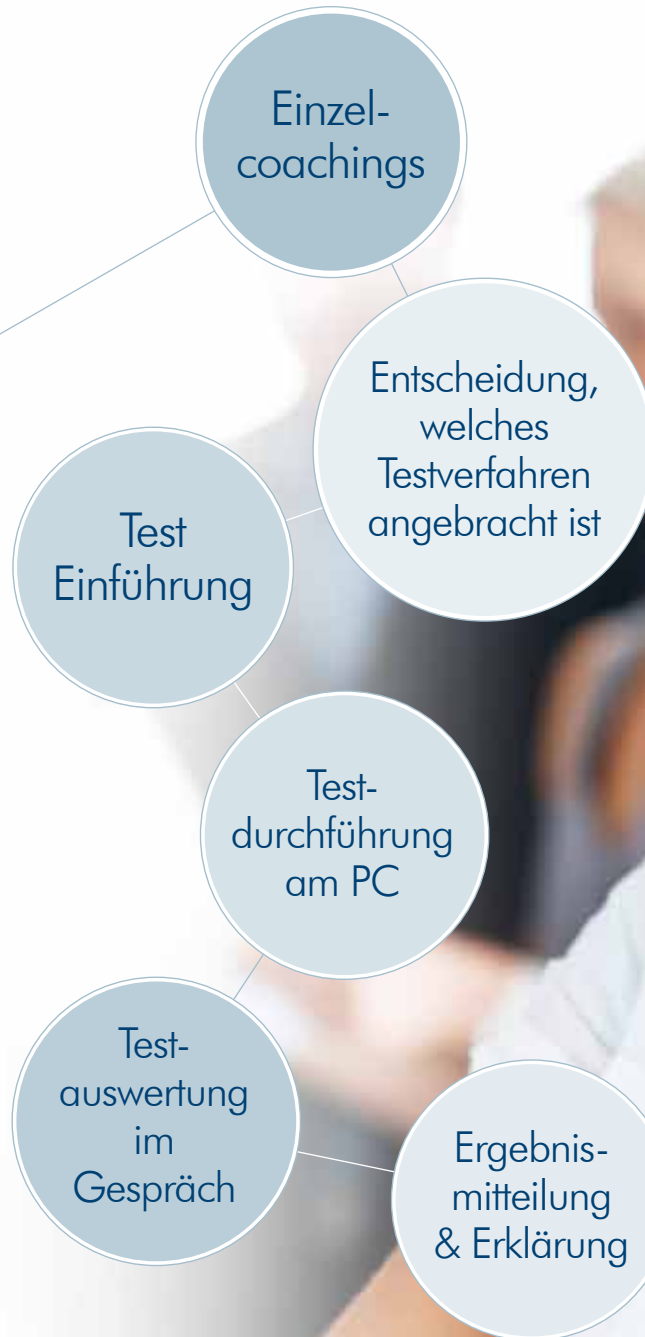 Einzel-
coachings
Entscheidung,
welches
Testverfahren
angebracht ist
Test
Einführung
Test-
durchführung
am PC
Test-
auswertung
im
Gespräch
Ergebnis-
mitteilung
& Erklärung